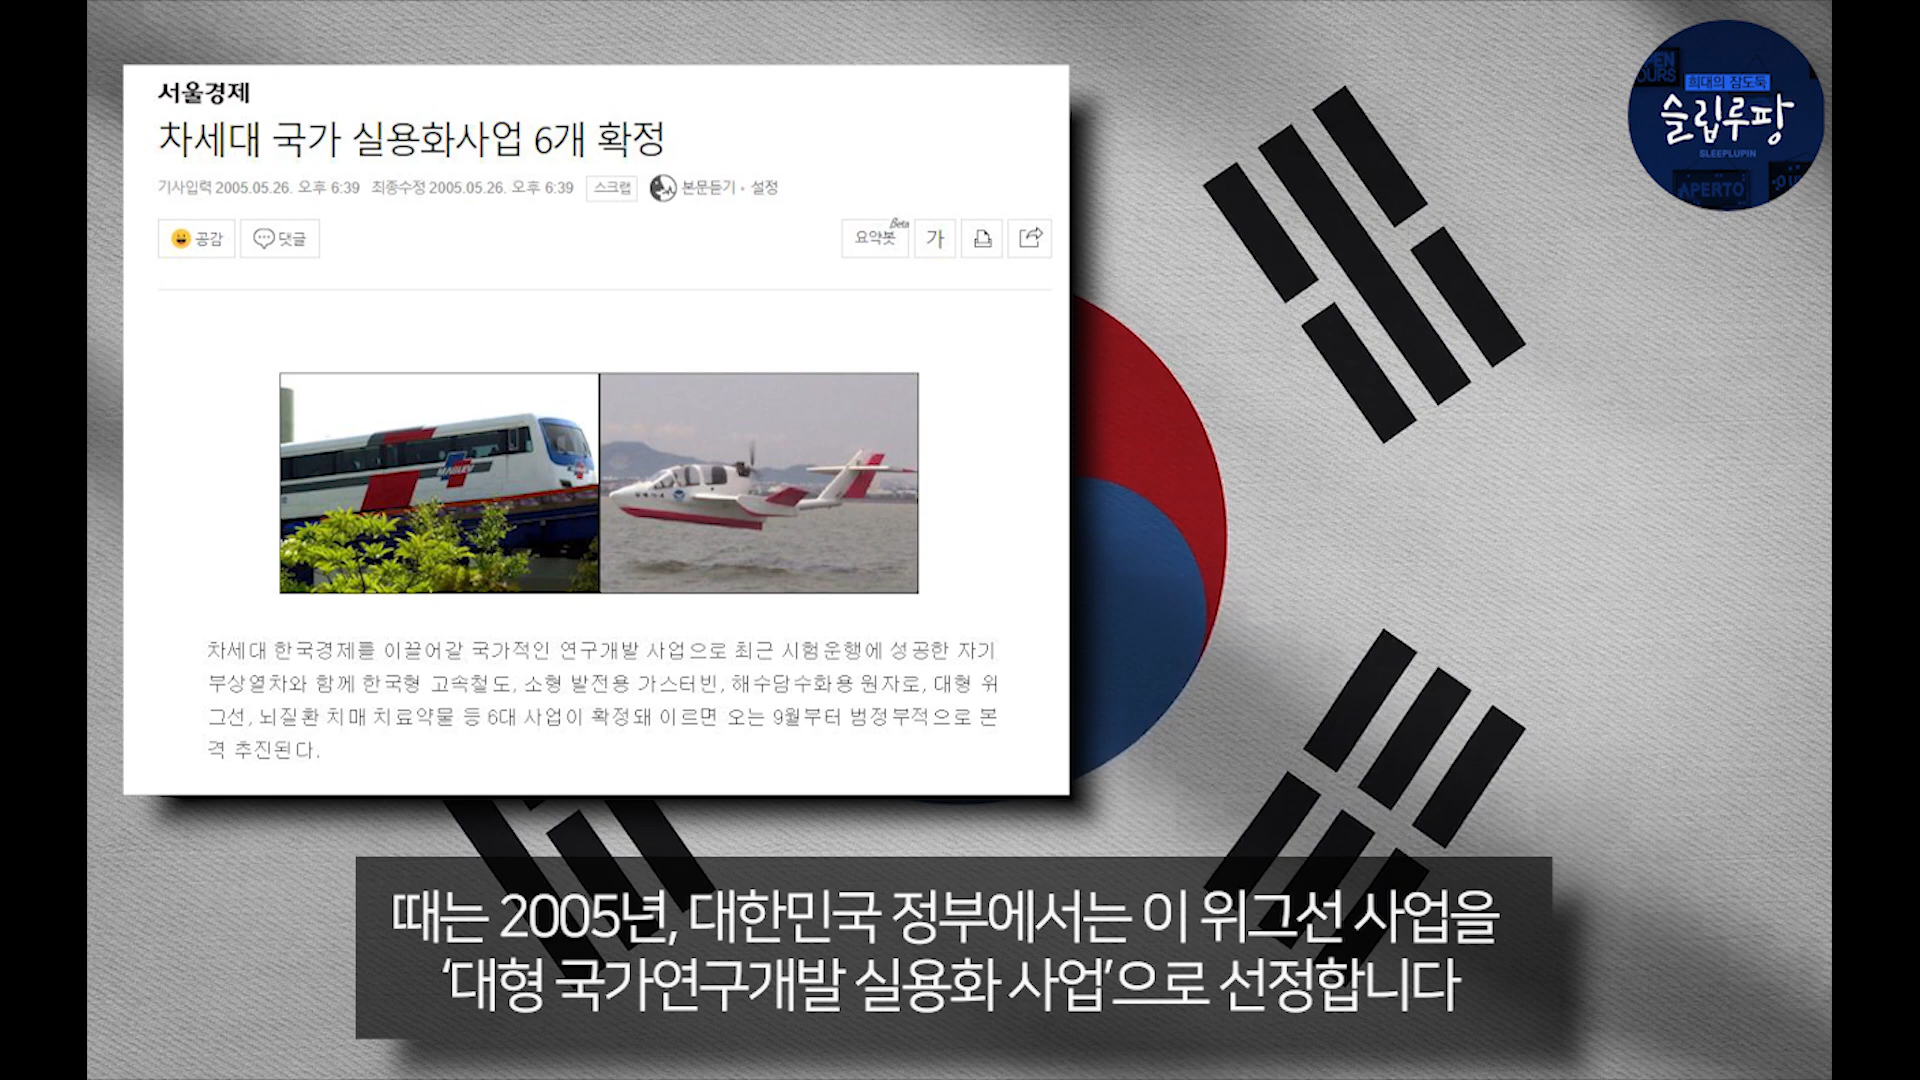 서울경제
차세대 국가 실용화사업 6개 확정
기사입력 2005.05.26. 오후 6:39 최종수정 2005.05.26. 오후 6:39 스크랩 본문듣기 · 설정
공감 댓글 요약봇 Beta 가
MAGLEV
차세대 한국경제를 이끌어갈 국가적인 연구개발 사업으로 최근 시험운행에 성공한 자기
부상열차와 함께 한국형 고속철도, 소형 발전용 가스터빈, 해수담수화용 원자로, 대형 위
그선, 뇌질환 치매 치료약물 등 6대 사업이 확정돼 이르면 오는 9월부터 범정부적으로 본
격 추진된다.
희대의 잠도둑
슬립루팡
SLEEPLUPIN
APERTO
때는 2005년, 대한민국 정부에서는 이 위그선 사업을
‘대형 국가연구개발 실용화 사업’으로 선정합니다